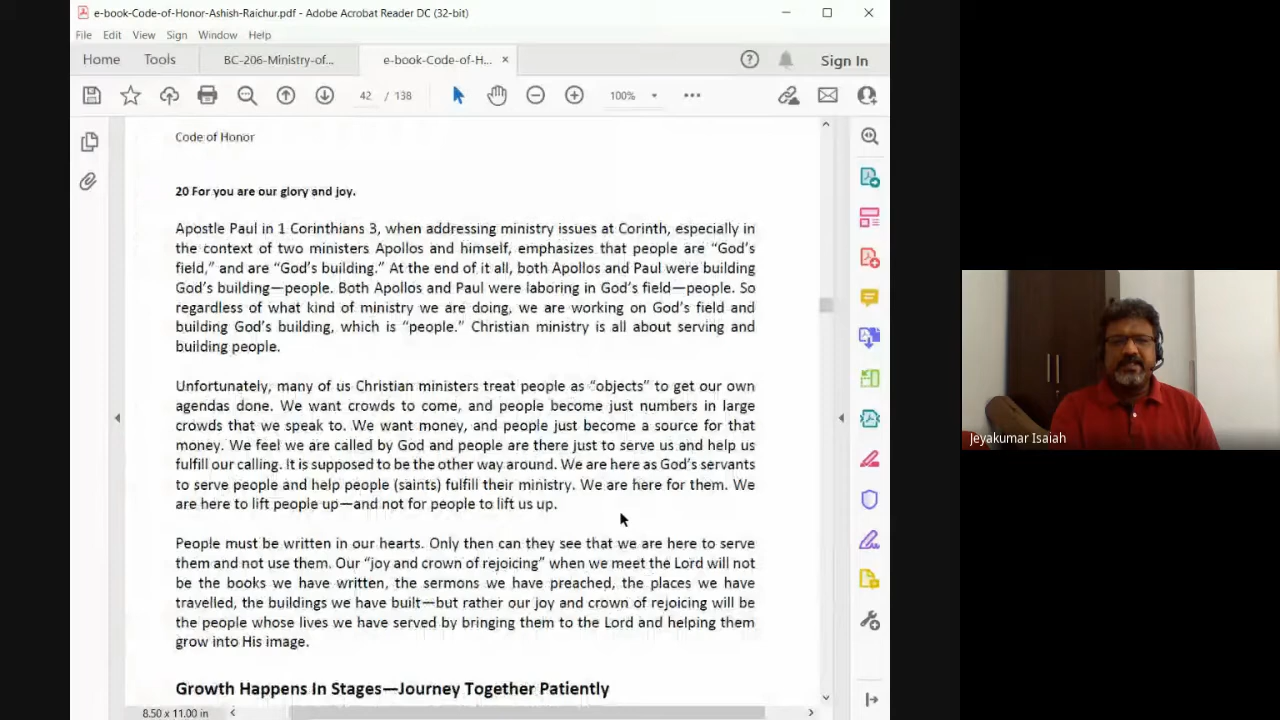 e-book-Code-of-Honor-Ashish-Raichur.pdf - Adobe Acrobat Reader DC (32-bit)
File Edit View Sign Window Help
Home Tools BC-206-Ministry-of... e-book-Code-of-H... × Sign In
42 / 138 100%
Code of Honor
20 For you are our glory and joy.
Apostle Paul in 1 Corinthians 3, when addressing ministry issues at Corinth, especially in
the context of two ministers Apollos and himself, emphasizes that people are “God’s
field,” and are “God’s building.” At the end of it all, both Apollos and Paul were building
God’s building—people. Both Apollos and Paul were laboring in God’s field—people. So
regardless of what kind of ministry we are doing, we are working on God’s field and
building God’s building, which is “people.” Christian ministry is all about serving and
building people.
Unfortunately, many of us Christian ministers treat people as “objects” to get our own
agendas done. We want crowds to come, and people become just numbers in large
crowds that we speak to. We want money, and people just become a source for that
money. We feel we are called by God and people are there just to serve us and help us
fulfill our calling. It is supposed to be the other way around. We are here as God’s servants
to serve people and help people (saints) fulfill their ministry. We are here for them. We
are here to lift people up—and not for people to lift us up.
People must be written in our hearts. Only then can they see that we are here to serve
them and not use them. Our “joy and crown of rejoicing” when we meet the Lord will not
be the books we have written, the sermons we have preached, the places we have
travelled, the buildings we have built—but rather our joy and crown of rejoicing will be
the people whose lives we have served by bringing them to the Lord and helping them
grow into His image.
Growth Happens In Stages—Journey Together Patiently
8.50 x 11.00 in
Jeyakumar Isaiah